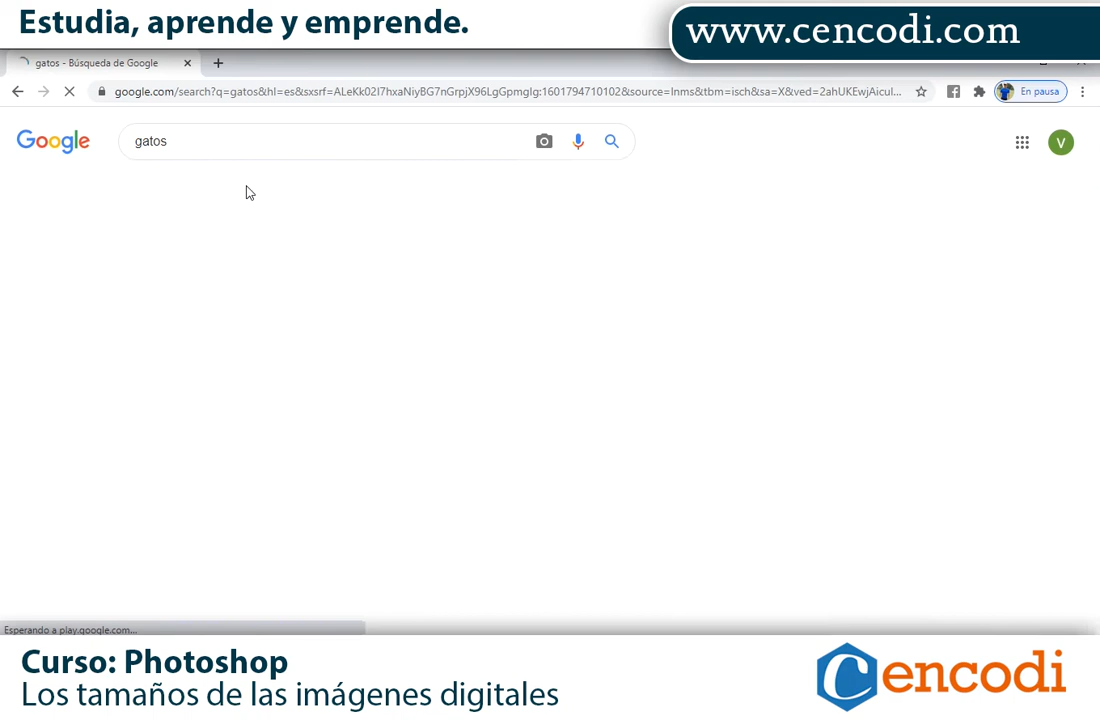 Estudia, aprende y emprende.
www.cencodi.com
gatos - Búsqueda de Google
google.com/search?q=gatos&hl=es&sxsrf=ALeKk02I7hxaNiyBG7nGrpjX96LgGpmgIg:1601794710102&source=lnms&tbm=isch&sa=X&ved=2ahUKEwjAicul...
En pausa
Google
gatos
V
Esperando a play.google.com...
Curso: Photoshop
Los tamaños de las imágenes digitales
Cencodi